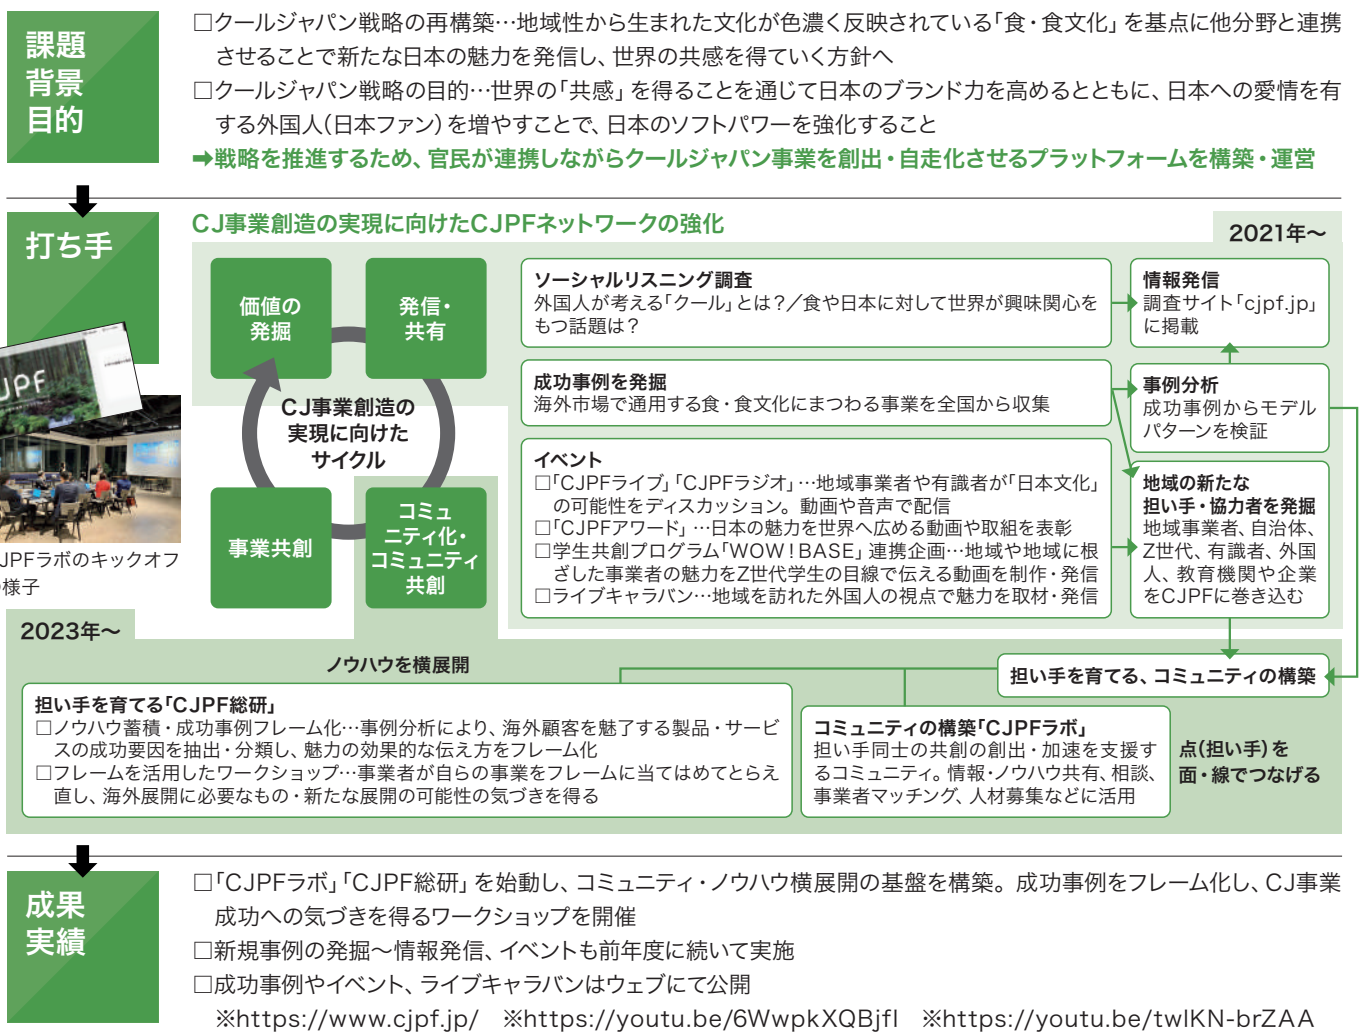 課題
背景
目的
□クールジャパン戦略の再構築…地域性から生まれた文化が色濃く反映されている「食・食文化」を基点に他分野と連携
させることで新たな日本の魅力を発信し、世界の共感を得ていく方針へ
□クールジャパン戦略の目的…世界の「共感」を得ることを通じて日本のブランド力を高めるとともに、日本への愛情を有
する外国人(日本ファン)を増やすことで、日本のソフトパワーを強化すること
➡戦略を推進するため、官民が連携しながらクールジャパン事業を創出・自走化させるプラットフォームを構築・運営
打ち手
CJ事業創造の実現に向けたCJPFネットワークの強化
2021年～
価値の
発掘
発信・
共有
CJ事業創造の
実現に向けた
サイクル
事業共創
コミュ
ニティ化・
コミュニティ
共創
JPF
JPFラボのキックオフ
様子
ソーシャルリスニング調査
外国人が考える「クール」とは？／食や日本に対して世界が興味関心を
もつ話題は？
情報発信
調査サイト「cjpf.jp」
に掲載
成功事例を発掘
海外市場で通用する食・食文化にまつわる事業を全国から収集
事例分析
成功事例からモデル
パターンを検証
イベント
□「CJPFライブ」「CJPFラジオ」…地域事業者や有識者が「日本文化」
の可能性をディスカッション。動画や音声で配信
□「CJPFアワード」…日本の魅力を世界へ広める動画や取組を表彰
□学生共創プログラム「WOW！BASE」連携企画…地域や地域に根
ざした事業者の魅力をZ世代学生の目線で伝える動画を制作・発信
□ライブキャラバン…地域を訪れた外国人の視点で魅力を取材・発信
地域の新たな
担い手・協力者を発掘
地域事業者、自治体、
Z世代、有識者、外国
人、教育機関や企業
をCJPFに巻き込む
2023年～
ノウハウを横展開
担い手を育てる、コミュニティの構築
担い手を育てる「CJPF総研」
□ノウハウ蓄積・成功事例フレーム化…事例分析により、海外顧客を魅了する製品・サービ
スの成功要因を抽出・分類し、魅力の効果的な伝え方をフレーム化
□フレームを活用したワークショップ…事業者が自らの事業をフレームに当てはめてとらえ
直し、海外展開に必要なもの・新たな展開の可能性の気づきを得る
コミュニティの構築「CJPFラボ」
担い手同士の共創の創出・加速を支援す
るコミュニティ。情報・ノウハウ共有、相談、
事業者マッチング、人材募集などに活用
点(担い手)を
面・線でつなげる
成果
実績
□「CJPFラボ」「CJPF総研」を始動し、コミュニティ・ノウハウ横展開の基盤を構築。成功事例をフレーム化し、CJ事業
成功への気づきを得るワークショップを開催
□新規事例の発掘～情報発信、イベントも前年度に続いて実施
□成功事例やイベント、ライブキャラバンはウェブにて公開
※https://www.cjpf.jp/　※https://youtu.be/6WwpkXQBjfI　※https://youtu.be/twIKN-brZAA